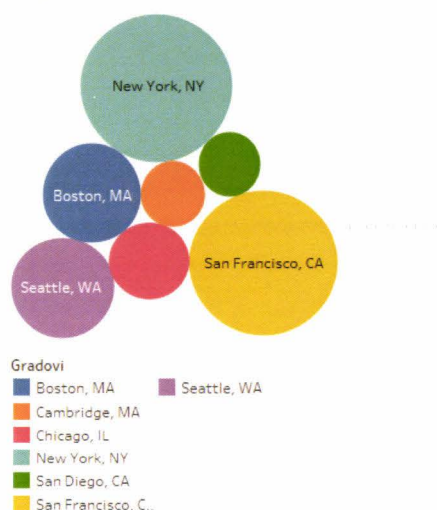 New York, NY
Boston, MA
San Francisco, CA
Seattle, WA
Gradovi
Boston, MA
Seattle, WA
Cambridge, MA
Chicago, IL
New York, NY
San Diego, CA
San Francisco, C..